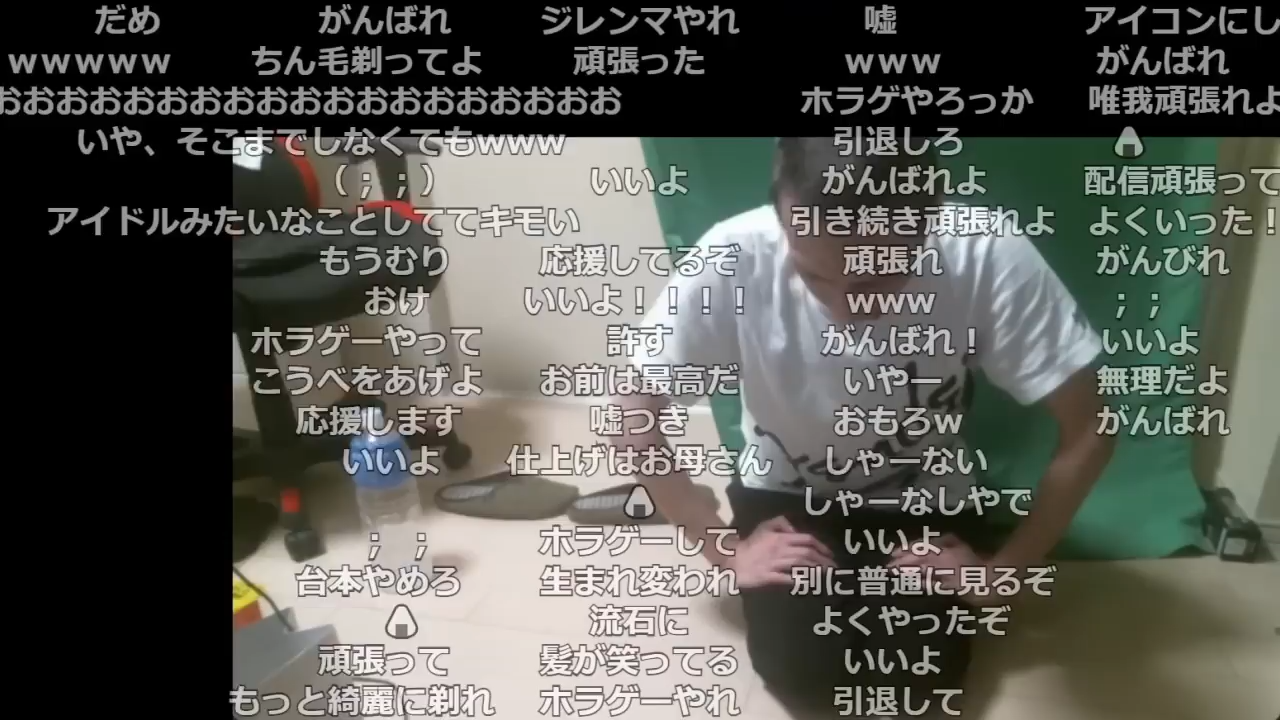 だめ がんばれ ジレンマやれ 嘘 アイコンにし
wwwww ちん毛剃ってよ 頑張った www がんばれ
おおおおおおおおおおおおおおおおおおお ホラゲやろっか 唯我頑張れよ
いや、そこまでしなくてもwww 引退しろ 🍙
(；；) いいよ がんばれよ 配信頑張って
アイドルみたいなことしててキモい 引き続き頑張れよ よくいった！
もうむり 応援してるぞ 頑張れ がんびれ
おけ いいよ！！！！ www ；；
ホラゲーやって 許す がんばれ！ いいよ
こうべをあげよ お前は最高だ いやー 無理だよ
応援します 嘘つき おもろw がんばれ
いいよ 仕上げはお母さん しゃーない
🍙 しゃーなしやで
；； ホラゲーして いいよ
台本やめろ 生まれ変われ 別に普通に見るぞ
🍙 流石に よくやったぞ
頑張って 髪が笑ってる いいよ
もっと綺麗に剃れ ホラゲーやれ 引退して